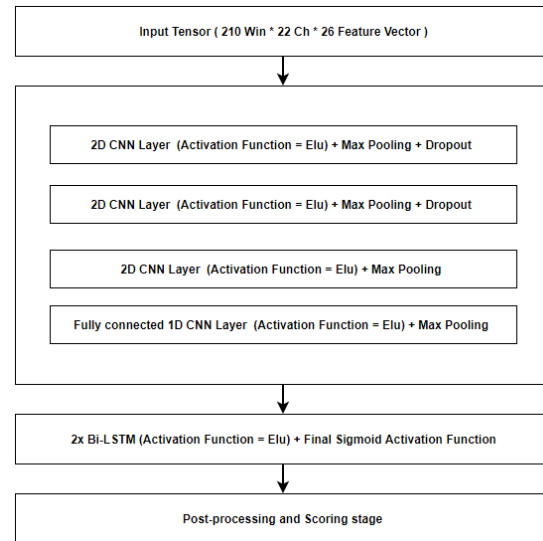 Input Tensor ( 210 Win * 22 Ch * 26 Feature Vector )
2D CNN Layer (Activation Function = Elu) + Max Pooling + Dropout
2D CNN Layer (Activation Function = Elu) + Max Pooling + Dropout
2D CNN Layer (Activation Function = Elu) + Max Pooling
Fully connected 1D CNN Layer (Activation Function = Elu) + Max Pooling
2x Bi-LSTM (Activation Function = Elu) + Final Sigmoid Activation Function
Post-processing and Scoring stage